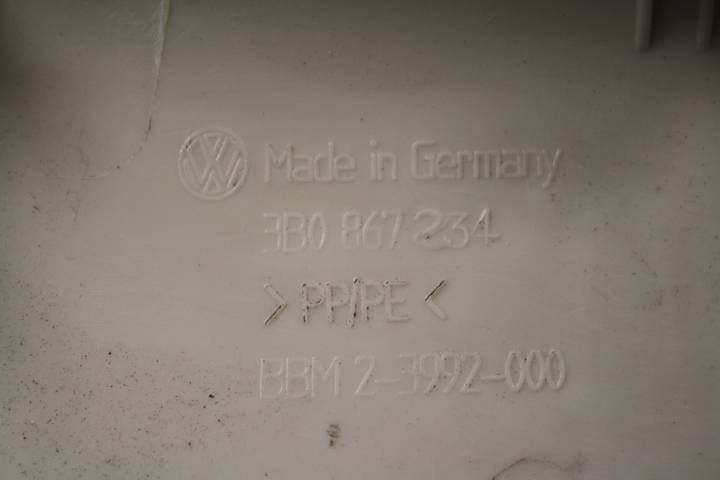 Made in Germany
3B0 867 234
>PP/PE<
BBM 2-3992-000